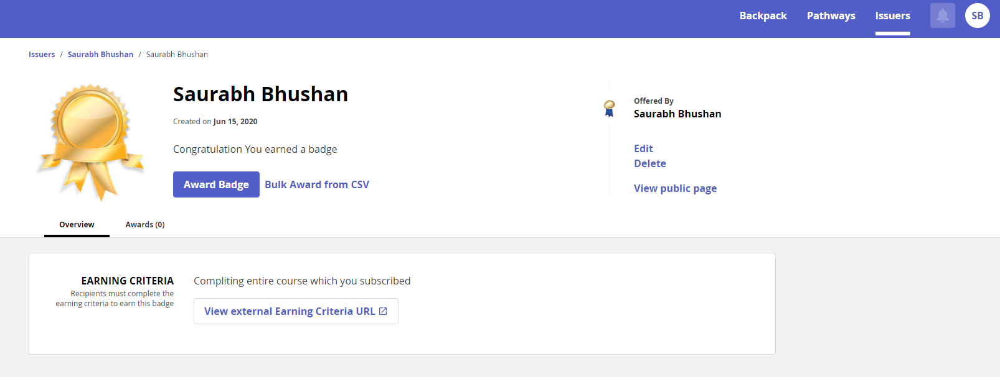 Backpack Pathways Issuers SB
Issuers / Saurabh Bhushan / Saurabh Bhushan
Saurabh Bhushan
Created on Jun 15, 2020
Congratulation You earned a badge
Award Badge Bulk Award from CSV
Offered By
Saurabh Bhushan
Edit
Delete
View public page
Overview Awards (0)
EARNING CRITERIA
Recipients must complete the
earning criteria to earn this badge
Compliting entire course which you subscribed
View external Earning Criteria URL